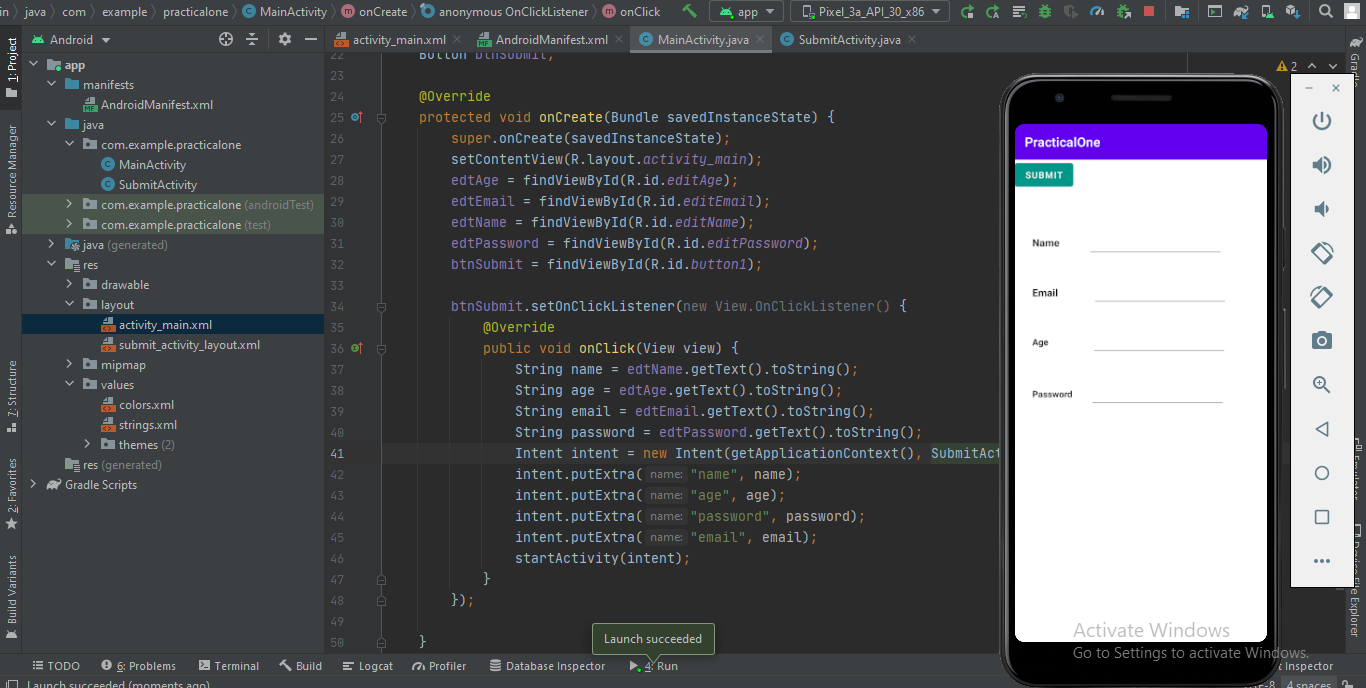 in java com example practicalone MainActivity onCreate anonymous OnClickListener onClick app Pixel_3a_API_30_x86
Android
activity_main.xml AndroidManifest.xml MainActivity.java SubmitActivity.java
1: Project
Resource Manager
Z: Structure
2: Favorites
Build Variants
app
manifests
AndroidManifest.xml
java
com.example.practicalone
MainActivity
SubmitActivity
com.example.practicalone (androidTest)
com.example.practicalone (test)
java (generated)
res
drawable
layout
activity_main.xml
submit_activity_layout.xml
mipmap
values
colors.xml
strings.xml
themes (2)
res (generated)
Gradle Scripts
2
22 Button btnSubmit;
23
24 @Override
25 protected void onCreate(Bundle savedInstanceState) {
26 super.onCreate(savedInstanceState);
27 setContentView(R.layout.activity_main);
28 edtAge = findViewById(R.id.editAge);
29 edtEmail = findViewById(R.id.editEmail);
30 edtName = findViewById(R.id.editName);
31 edtPassword = findViewById(R.id.editPassword);
32 btnSubmit = findViewById(R.id.button1);
33
34 btnSubmit.setOnClickListener(new View.OnClickListener() {
35 @Override
36 public void onClick(View view) {
37 String name = edtName.getText().toString();
38 String age = edtAge.getText().toString();
39 String email = edtEmail.getText().toString();
40 String password = edtPassword.getText().toString();
41 Intent intent = new Intent(getApplicationContext(), SubmitAct
42 intent.putExtra( name: "name", name);
43 intent.putExtra( name: "age", age);
44 intent.putExtra( name: "password", password);
45 intent.putExtra( name: "email", email);
46 startActivity(intent);
47 }
48 });
49
50 }
PracticalOne
SUBMIT
Name
Email
Age
Password
Gradle
Emulator
Device File Explorer
Launch succeeded
Activate Windows
Go to Settings to activate Windows.
TODO 6: Problems Terminal Build Logcat Profiler Database Inspector 4: Run t Inspector
Launch succeeded (moments ago) UTF-8 4 spaces